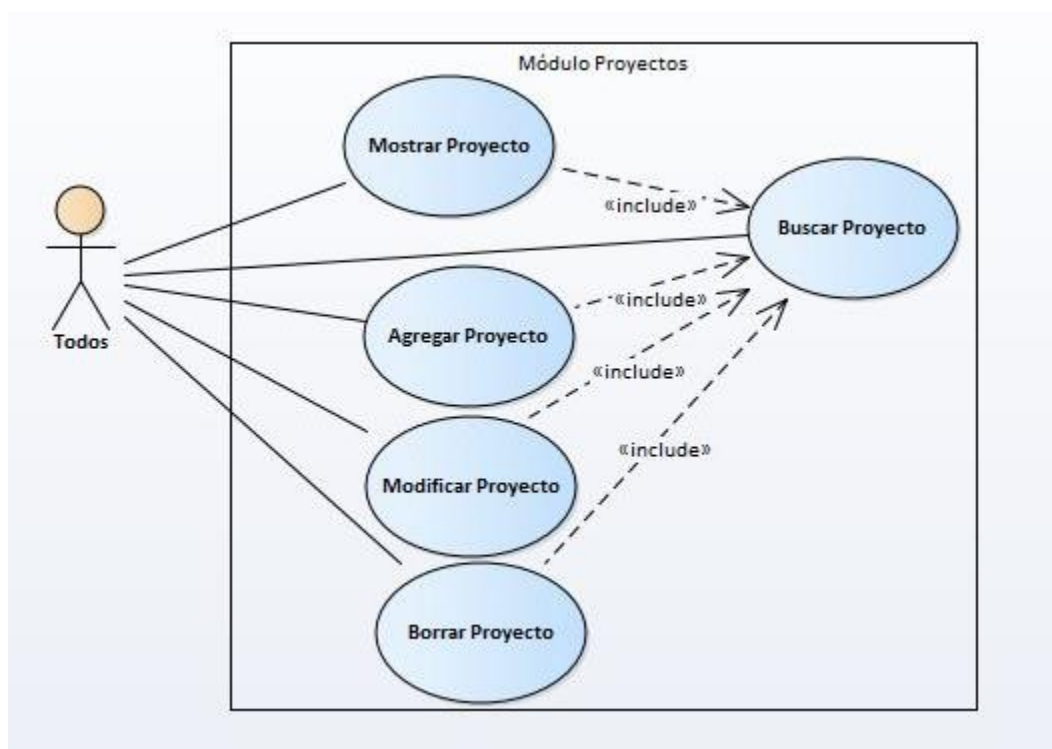 Módulo Proyectos
Mostrar Proyecto
«include»
Buscar Proyecto
«include»
Agregar Proyecto
Todos
«include»
«include»
Modificar Proyecto
Borrar Proyecto